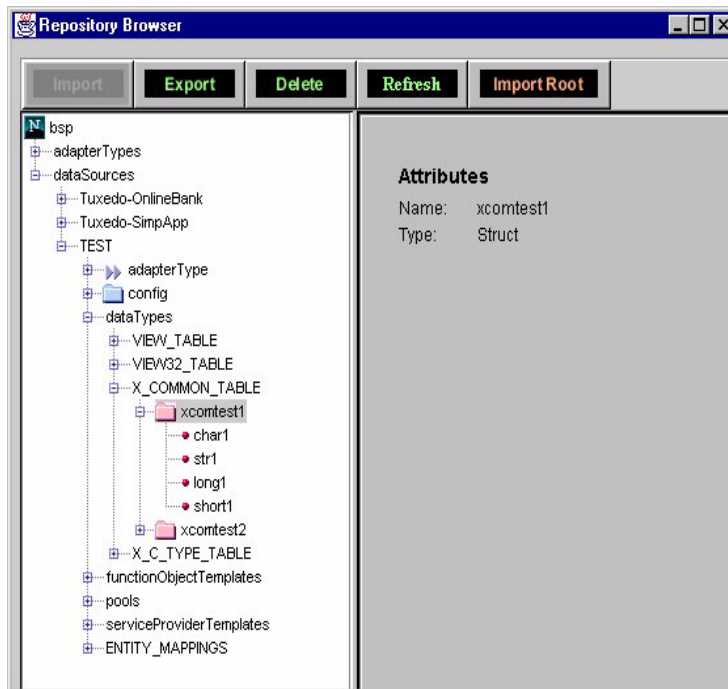 Repository Browser
Import Export Delete Refresh Import Root
N bsp
adapterTypes
dataSources
Tuxedo-OnlineBank
Tuxedo-SimpApp
TEST
adapterType
config
dataTypes
VIEW_TABLE
VIEW32_TABLE
X_COMMON_TABLE
xcomtest1
char1
str1
long1
short1
xcomtest2
X_C_TYPE_TABLE
functionObjectTemplates
pools
serviceProviderTemplates
ENTITY_MAPPINGS
Attributes
Name: xcomtest1
Type: Struct